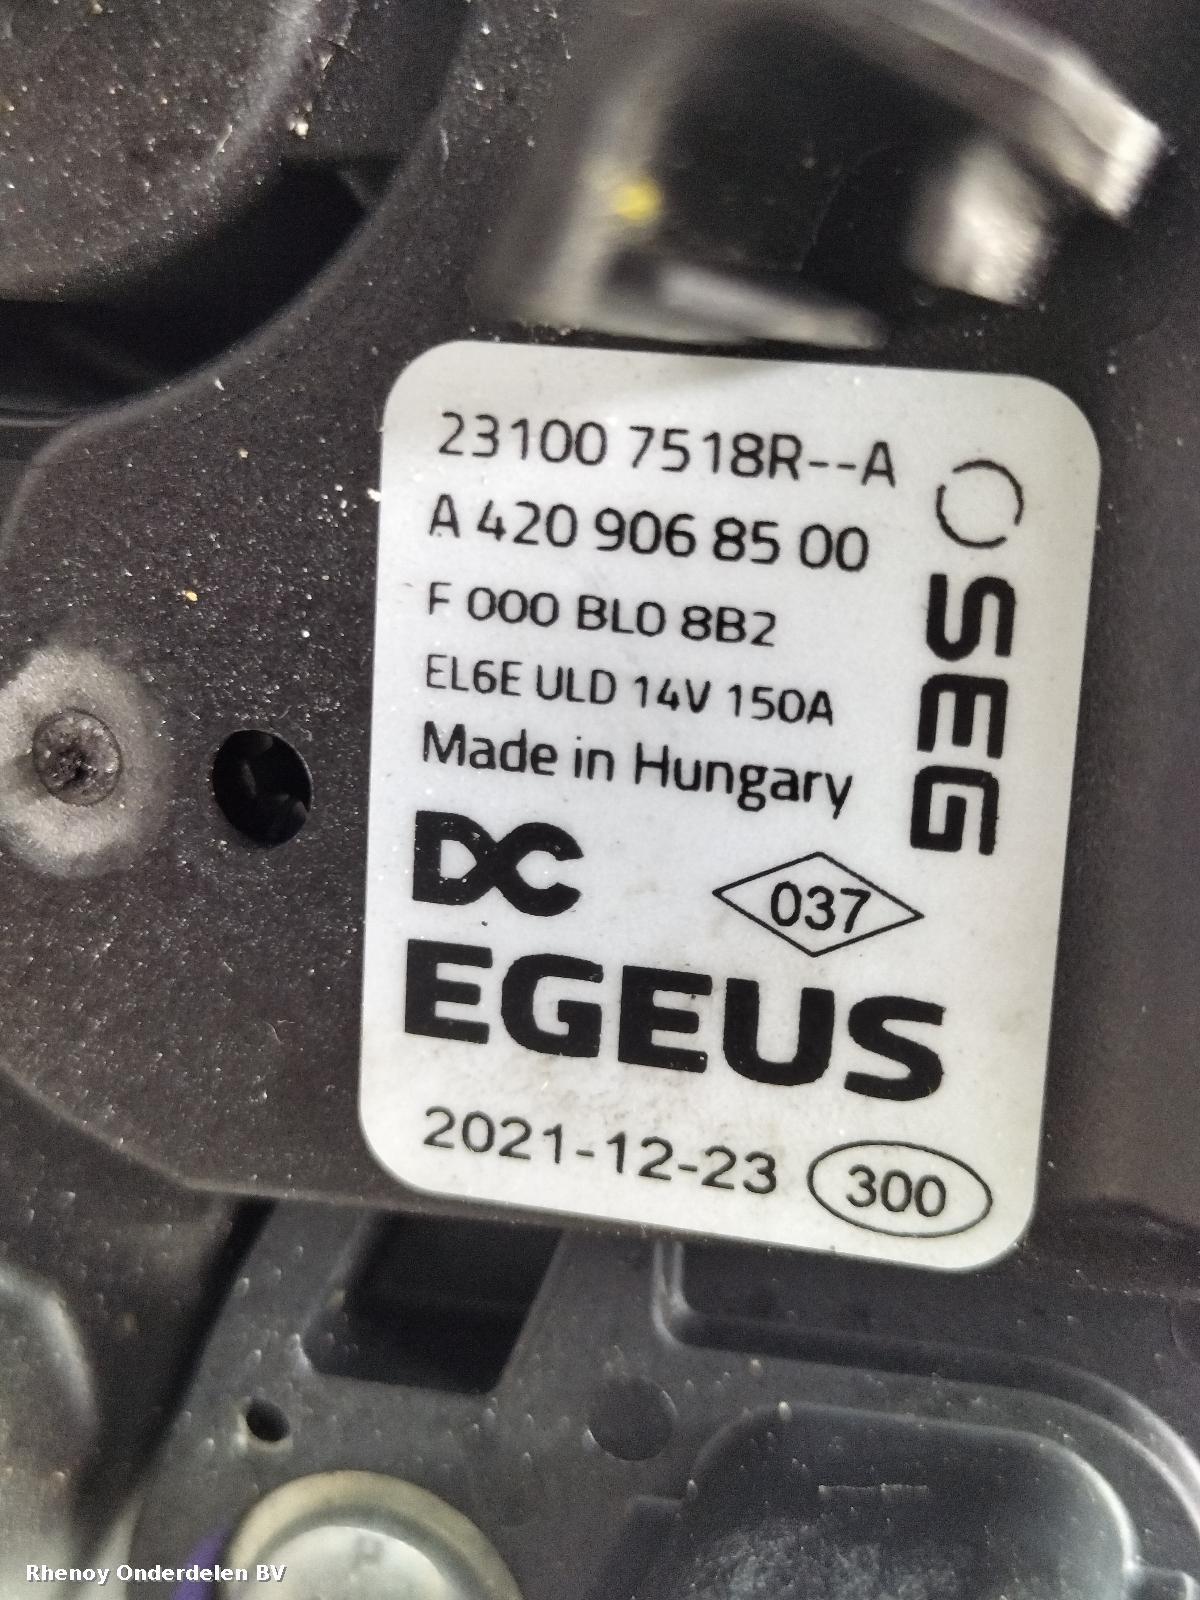 23100 7518R--A
A 420 906 85 00
F 000 BL0 8B2
EL6E ULD 14V 150A
Made in Hungary
SEG
DC
037
EGEUS
2021-12-23 300
Rhenoy Onderdelen BV